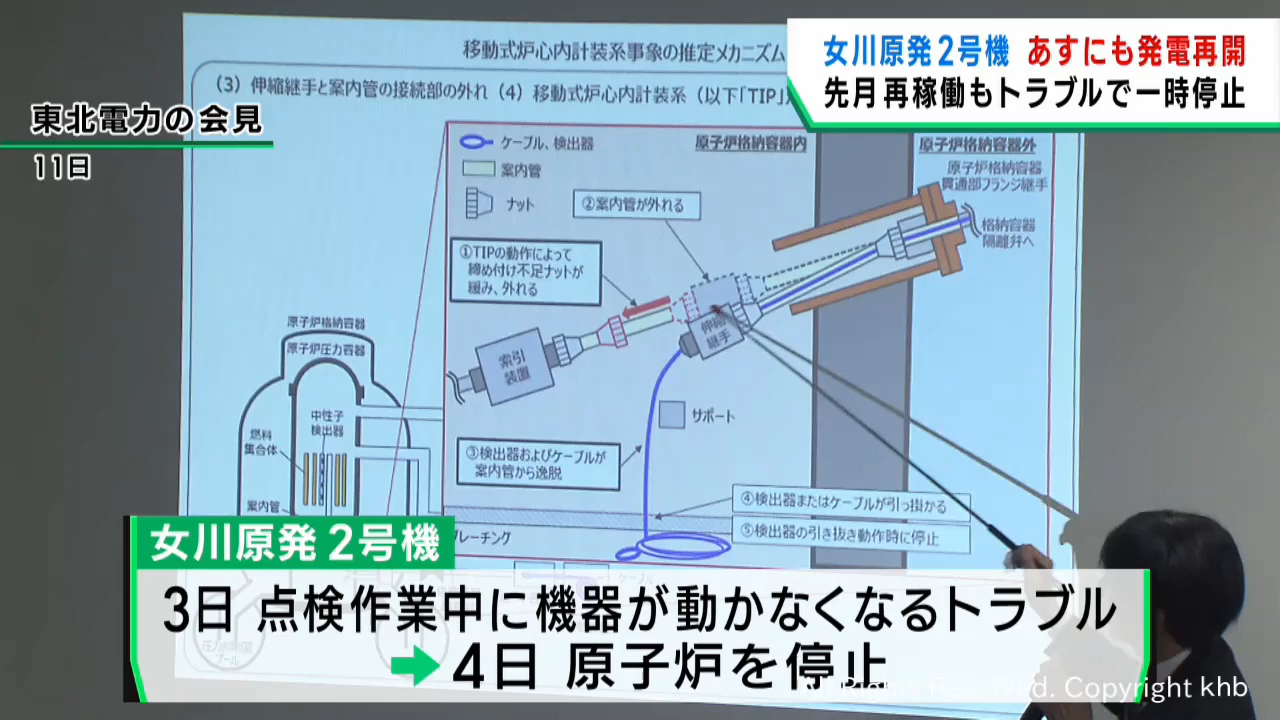 女川原発2号機 あすにも発電再開
先月再稼働もトラブルで一時停止
東北電力の会見
11日
移動式炉心内計装系事象の推定メカニズム
(3)伸縮継手と案内管の接続部の外れ(4)移動式炉心内計装系(以下「TIP」
ケーブル、検出器
案内管
ナット
原子炉格納容器内
原子炉格納容器外
原子炉格納容器
貫通部フランジ継手
格納容器
隔離弁へ
②案内管が外れる
①TIPの動作によって
締め付け不足ナットが
緩み、外れる
伸縮
継手
索引
装置
サポート
原子炉格納容器
原子炉圧力容器
中性子
検出器
燃料
集合体
案内管
③検出器およびケーブルが
案内管から逸脱
④検出器またはケーブルが引っ掛かる
⑤検出器の引き抜き動作時に停止
グレーチング
女川原発2号機
3日 点検作業中に機器が動かなくなるトラブル
➡4日 原子炉を停止
All Rights Reserved. Copyright khb